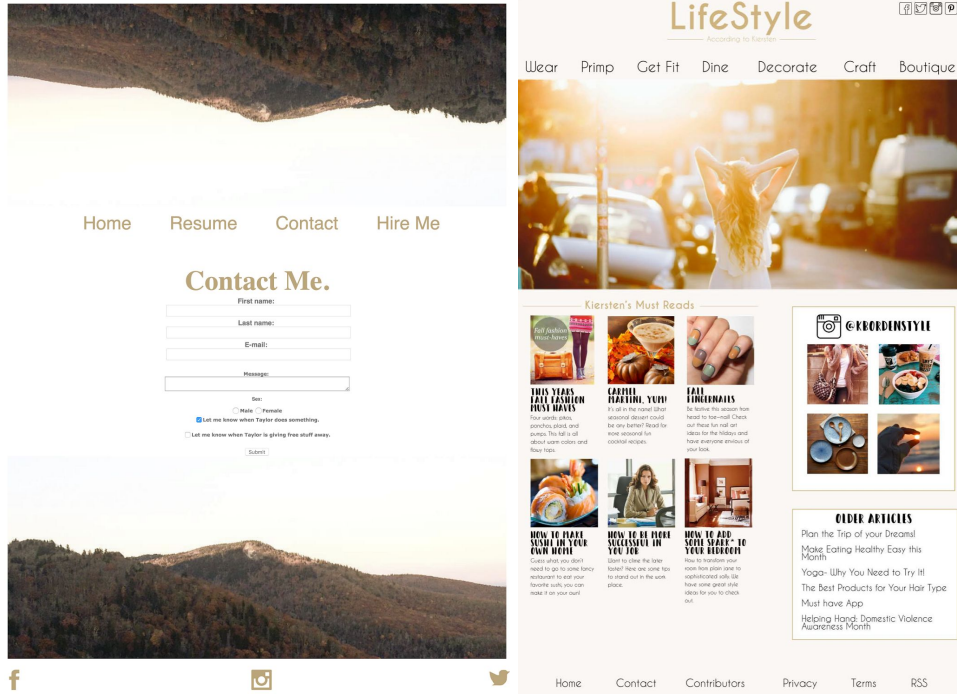 Home Resume Contact Hire Me
Contact Me.
First name:
Last name:
E-mail:
Message:
Sex:
Male Female
Let me know when Taylor does something.
Let me know when Taylor is giving free stuff away.
Submit
LifeStyle
According to Kiersten
Wear Primp Get Fit Dine Decorate Craft Boutique
Kiersten's Must Reads
Fall fashion
must-haves
THIS YEARS
FALL FASHION
MUST HAVES
Four words: pikos,
ponchos, plaid, and
pumps. This fall is all
about warm colors and
flowy tops.
CARMEL
MARTINI, YUM!
It's all in the name! What
seasonal dessert could
be any better? Read for
more seasonal fun
cocktail recipes.
FALL
FINGERNAILS
Be festive this season from
head to toe-nail! Check
out these fun nail art
ideas for the hlidays and
have everyone envious of
your look.
HOW TO MAKE
SUSHI IN YOUR
OWN HOME
Guess what, you don't
need to go to some fancy
restaurant to eat your
favorite sushi, you can
make it on your own!
HOW TO BE MORE
SUCCESSFUL IN
YOU JOB
Want to clime the later
faster? Here are some tips
to stand out in the work
place.
HOW TO ADD
SOME SPARK* TO
YOUR BEDROOM
How to transform your
room from plain jane to
sophisticared sally. We
have some great style
ideas for you to check
out.
@KBORDENSTYLE
OLDER ARTICLES
Plan the Trip of your Dreams!
Make Eating Healthy Easy this
Month
Yoga- Why You Need to Try It!
The Best Products for Your Hair Type
Must have App
Helping Hand: Domestic Violence
Awareness Month
Home Contact Contributors Privacy Terms RSS